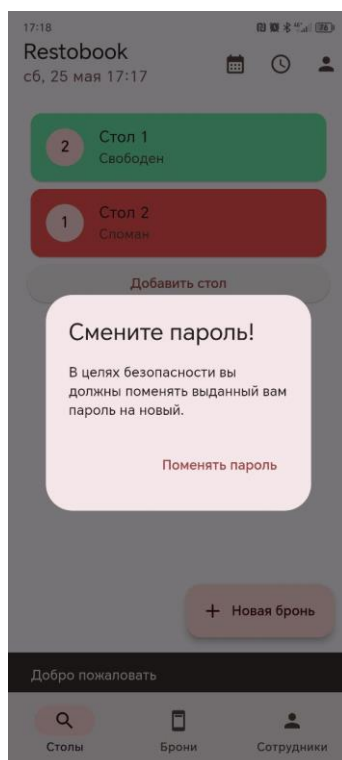 17:18
Restobook
сб, 25 мая 17:17
2
Стол 1
Свободен
1
Стол 2
Сломан
Добавить стол
Смените пароль!
В целях безопасности вы
должны поменять выданный вам
пароль на новый.
Поменять пароль
+ Новая бронь
Добро пожаловать
Столы
Брони
Сотрудники